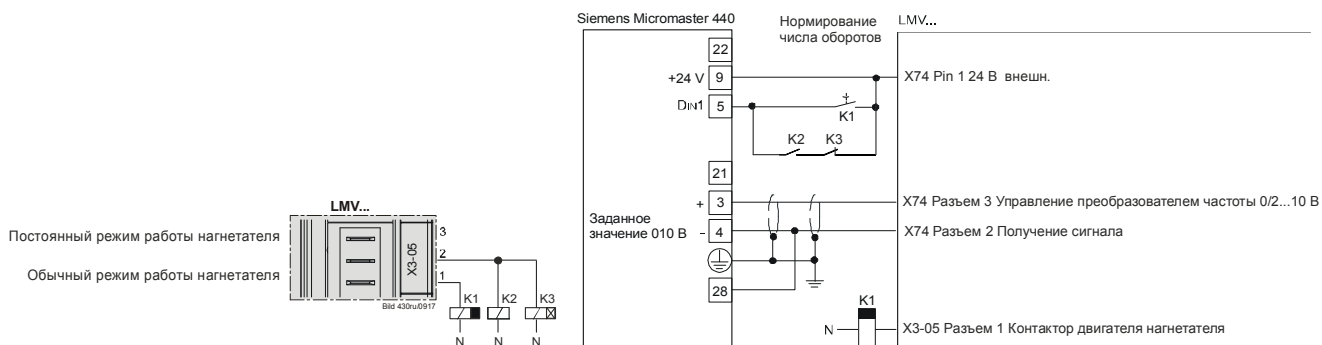 Siemens Micromaster 440
Нормирование
числа оборотов
LMV...
22
+24 V 9
X74 Pin 1 24 В внешн.
DIN1 5
K1
K2 K3
21
+ 3
X74 Разъем 3 Управление преобразователем частоты 0/2...10 В
Заданное
значение 010 В - 4
X74 Разъем 2 Получение сигнала
28
K1
N
X3-05 Разъем 1 Контактор двигателя нагнетателя
LMV...
Постоянный режим работы нагнетателя
Обычный режим работы нагнетателя
X3-05
3
2
1
Bild 430ru/0917
K1 K2 K3
N N N